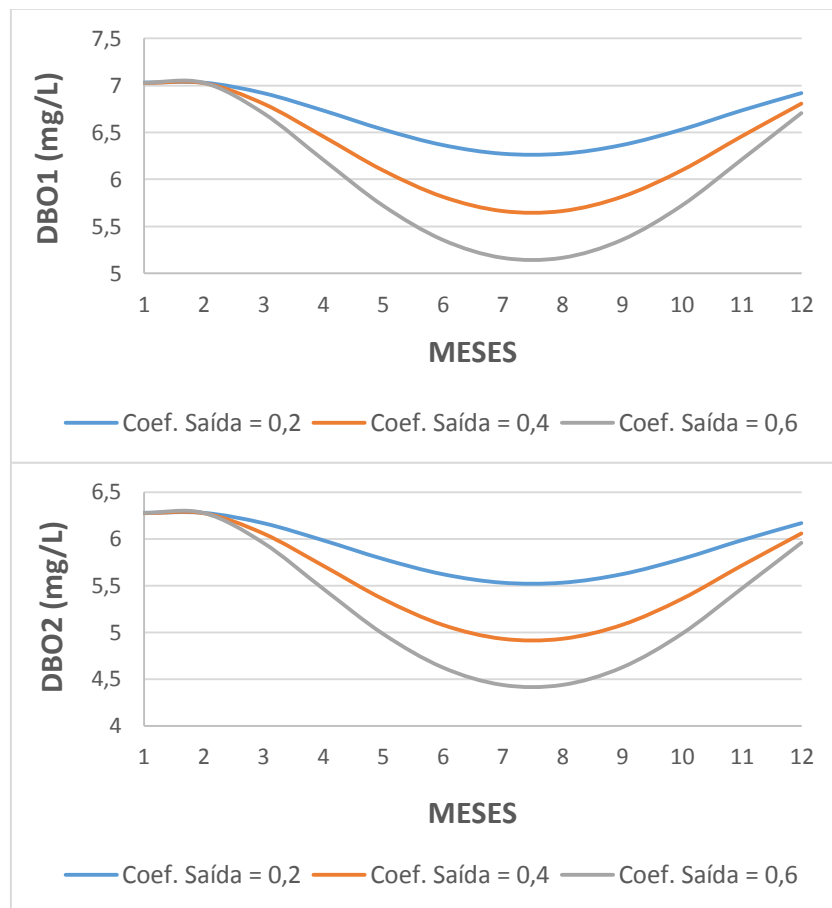 7,5
7
6,5
6
5,5
5
DBO1 (mg/L)
1 2 3 4 5 6 7 8 9 10 11 12
MESES
Coef. Saída = 0,2 Coef. Saída = 0,4 Coef. Saída = 0,6
6,5
6
5,5
5
4,5
4
DBO2 (mg/L)
1 2 3 4 5 6 7 8 9 10 11 12
MESES
Coef. Saída = 0,2 Coef. Saída = 0,4 Coef. Saída = 0,6